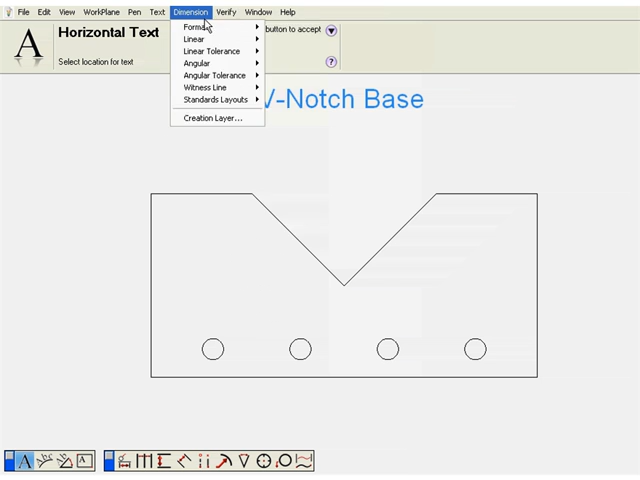 File Edit View WorkPlane Pen Text Dimension Verify Window Help
Horizontal Text
button to accept
Select location for text
Linear
Linear Tolerance
Angular
Angular Tolerance
Witness Line
Standards Layouts
Creation Layer...
V-Notch Base
A
A
A